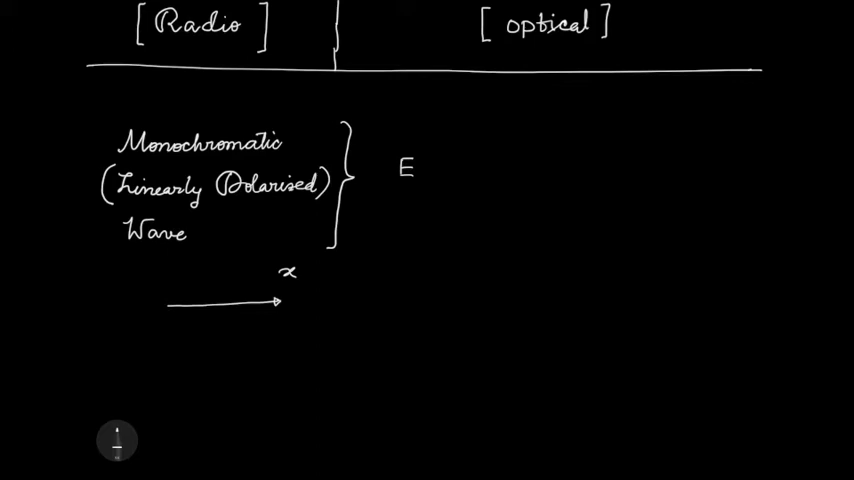 [Radio] [optical]
Monochromatic
(Linearly Polarised) E
Wave
x